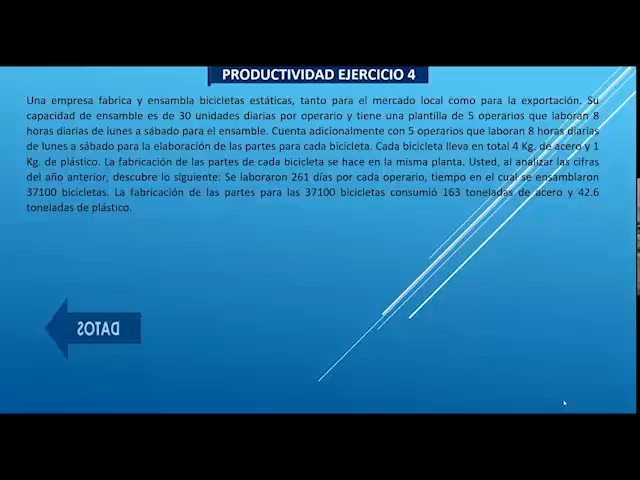 PRODUCTIVIDAD EJERCICIO 4
Una empresa fabrica y ensambla bicicletas estáticas, tanto para el mercado local como para la exportación. Su
capacidad de ensamble es de 30 unidades diarias por operario y tiene una plantilla de 5 operarios que laboran 8
horas diarias de lunes a sábado para el ensamble. Cuenta adicionalmente con 5 operarios que laboran 8 horas diarias
de lunes a sábado para la elaboración de las partes para cada bicicleta. Cada bicicleta lleva en total 4 Kg. de acero y 1
Kg. de plástico. La fabricación de las partes de cada bicicleta se hace en la misma planta. Usted, al analizar las cifras
del año anterior, descubre lo siguiente: Se laboraron 261 días por cada operario, tiempo en el cual se ensamblaron
37100 bicicletas. La fabricación de las partes para las 37100 bicicletas consumió 163 toneladas de acero y 42.6
toneladas de plástico.
DATOS